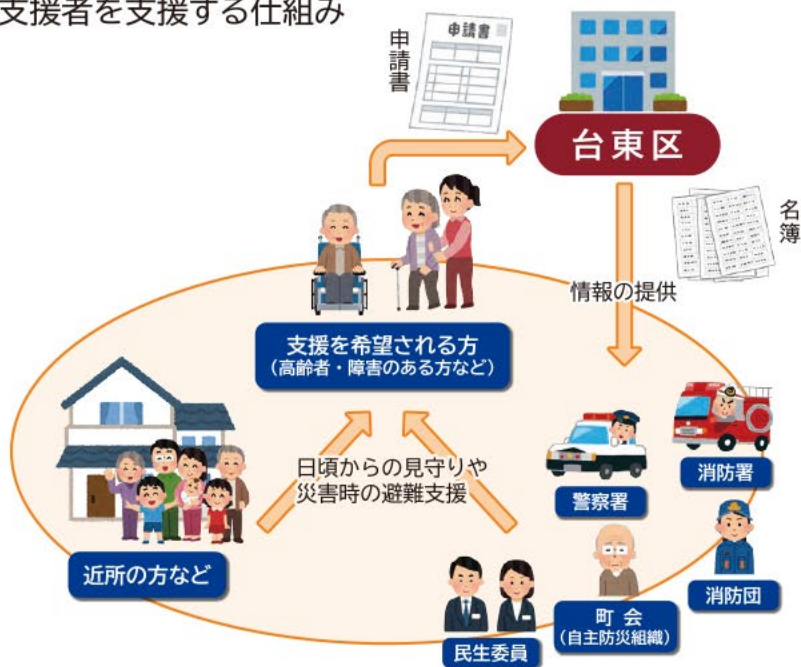 支援者を支援する仕組み
申請書
申請書
台東区
名簿
情報の提供
支援を希望される方
(高齢者・障害のある方など)
日頃からの見守りや
災害時の避難支援
近所の方など
警察署
消防署
消防団
民生委員
町会
(自主防災組織)